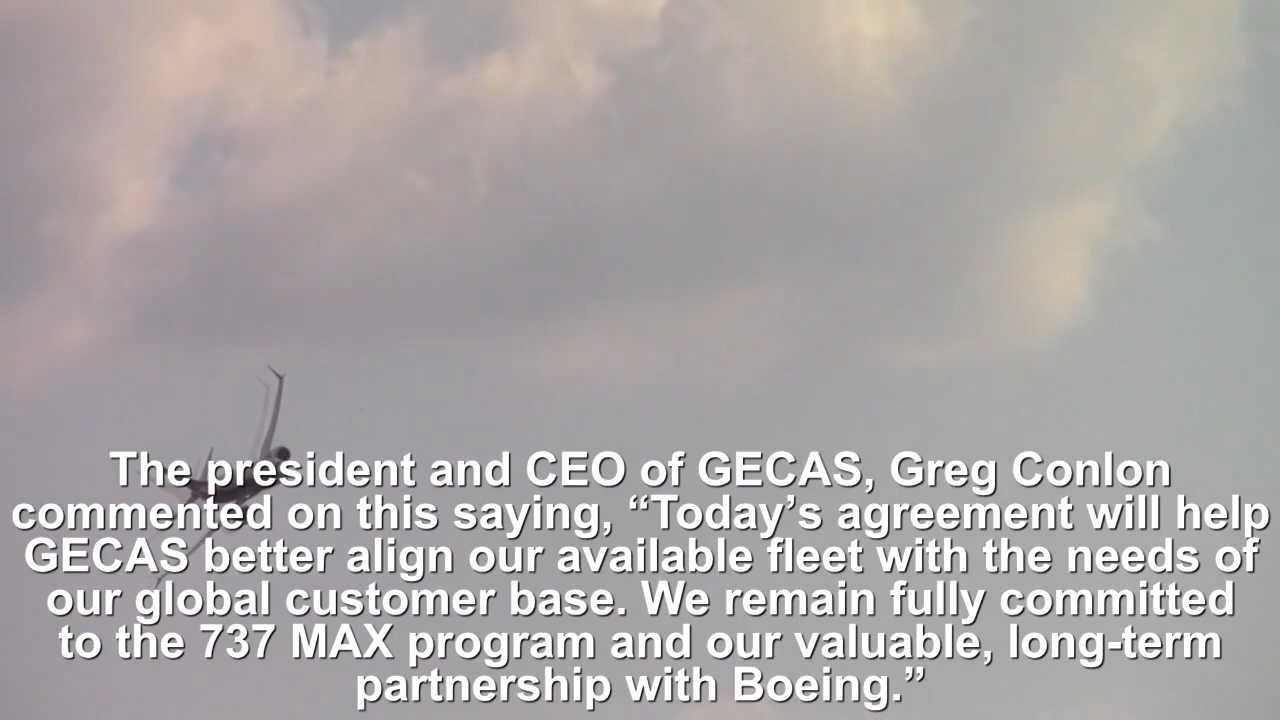 The president and CEO of GECAS, Greg Conlon
commented on this saying, “Today’s agreement will help
GECAS better align our available fleet with the needs of
our global customer base. We remain fully committed
to the 737 MAX program and our valuable, long-term
partnership with Boeing.”